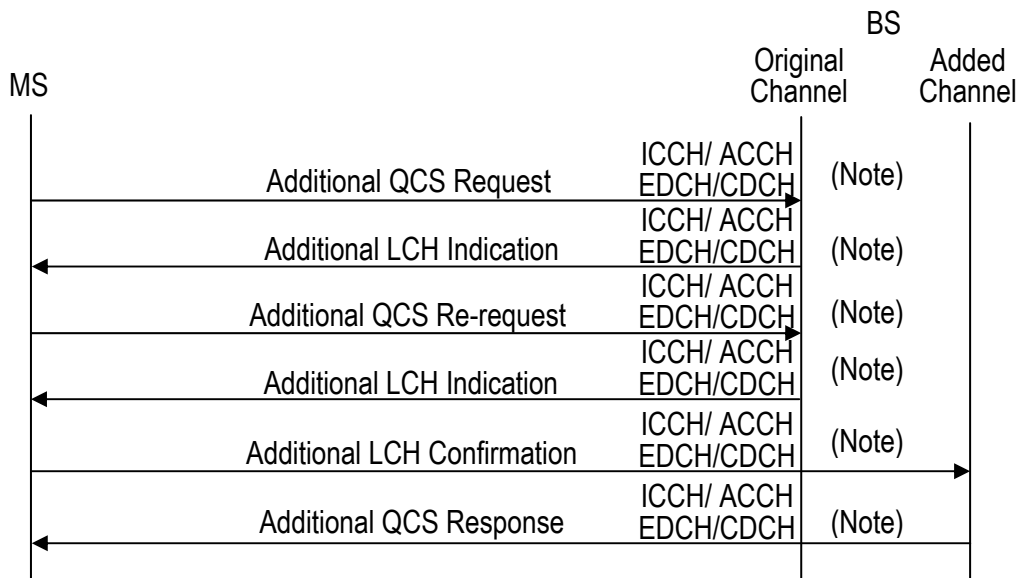 BS
MS
Original
Channel
Added
Channel
ICCH/ ACCH
Additional QCS Request EDCH/CDCH (Note)
ICCH/ ACCH
Additional LCH Indication EDCH/CDCH (Note)
ICCH/ ACCH
Additional QCS Re-request EDCH/CDCH (Note)
ICCH/ ACCH
Additional LCH Indication EDCH/CDCH (Note)
ICCH/ ACCH
Additional LCH Confirmation EDCH/CDCH (Note)
ICCH/ ACCH
Additional QCS Response EDCH/CDCH (Note)